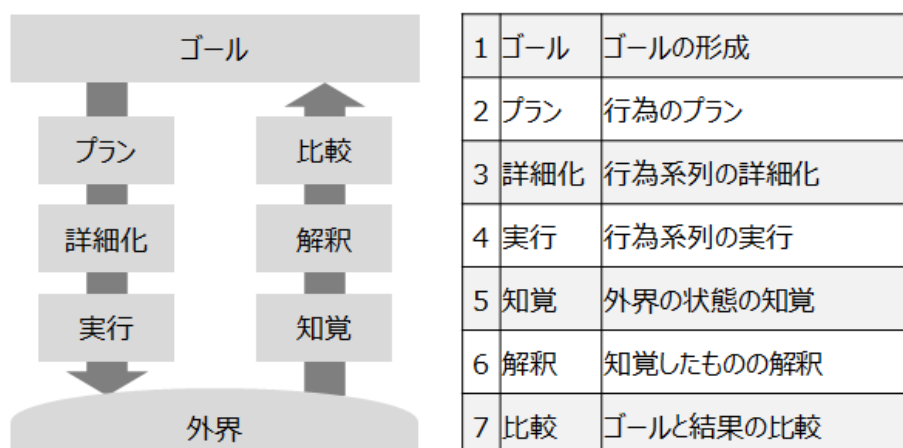 ゴール
プラン
詳細化
実行
比較
解釈
知覚
外界
1 ゴール ゴールの形成
2 プラン 行為のプラン
3 詳細化 行為系列の詳細化
4 実行 行為系列の実行
5 知覚 外界の状態の知覚
6 解釈 知覚したものの解釈
7 比較 ゴールと結果の比較